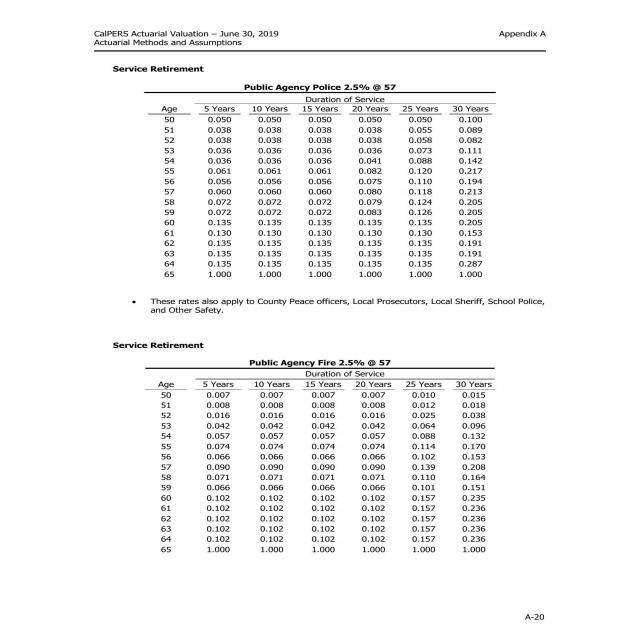 CalPERS Actuarial Valuation – June 30, 2019 Appendix A
Actuarial Methods and Assumptions
Service Retirement
Public Agency Police 2.5% @ 57
Duration of Service
Age 5 Years 10 Years 15 Years 20 Years 25 Years 30 Years
50 0.050 0.050 0.050 0.050 0.050 0.100
51 0.038 0.038 0.038 0.038 0.055 0.089
52 0.038 0.038 0.038 0.038 0.058 0.082
53 0.036 0.036 0.036 0.036 0.073 0.111
54 0.036 0.036 0.036 0.041 0.088 0.142
55 0.061 0.061 0.061 0.082 0.120 0.217
56 0.056 0.056 0.056 0.075 0.110 0.194
57 0.060 0.060 0.060 0.080 0.118 0.213
58 0.072 0.072 0.072 0.079 0.124 0.205
59 0.072 0.072 0.072 0.083 0.126 0.205
60 0.135 0.135 0.135 0.135 0.135 0.205
61 0.130 0.130 0.130 0.130 0.130 0.153
62 0.135 0.135 0.135 0.135 0.135 0.191
63 0.135 0.135 0.135 0.135 0.135 0.191
64 0.135 0.135 0.135 0.135 0.135 0.287
65 1.000 1.000 1.000 1.000 1.000 1.000
• These rates also apply to County Peace officers, Local Prosecutors, Local Sheriff, School Police,
and Other Safety.
Service Retirement
Public Agency Fire 2.5% @ 57
Duration of Service
Age 5 Years 10 Years 15 Years 20 Years 25 Years 30 Years
50 0.007 0.007 0.007 0.007 0.010 0.015
51 0.008 0.008 0.008 0.008 0.012 0.018
52 0.016 0.016 0.016 0.016 0.025 0.038
53 0.042 0.042 0.042 0.042 0.064 0.096
54 0.057 0.057 0.057 0.057 0.088 0.132
55 0.074 0.074 0.074 0.074 0.114 0.170
56 0.066 0.066 0.066 0.066 0.102 0.153
57 0.090 0.090 0.090 0.090 0.139 0.208
58 0.071 0.071 0.071 0.071 0.110 0.164
59 0.066 0.066 0.066 0.066 0.101 0.151
60 0.102 0.102 0.102 0.102 0.157 0.235
61 0.102 0.102 0.102 0.102 0.157 0.236
62 0.102 0.102 0.102 0.102 0.157 0.236
63 0.102 0.102 0.102 0.102 0.157 0.236
64 0.102 0.102 0.102 0.102 0.157 0.236
65 1.000 1.000 1.000 1.000 1.000 1.000
A-20